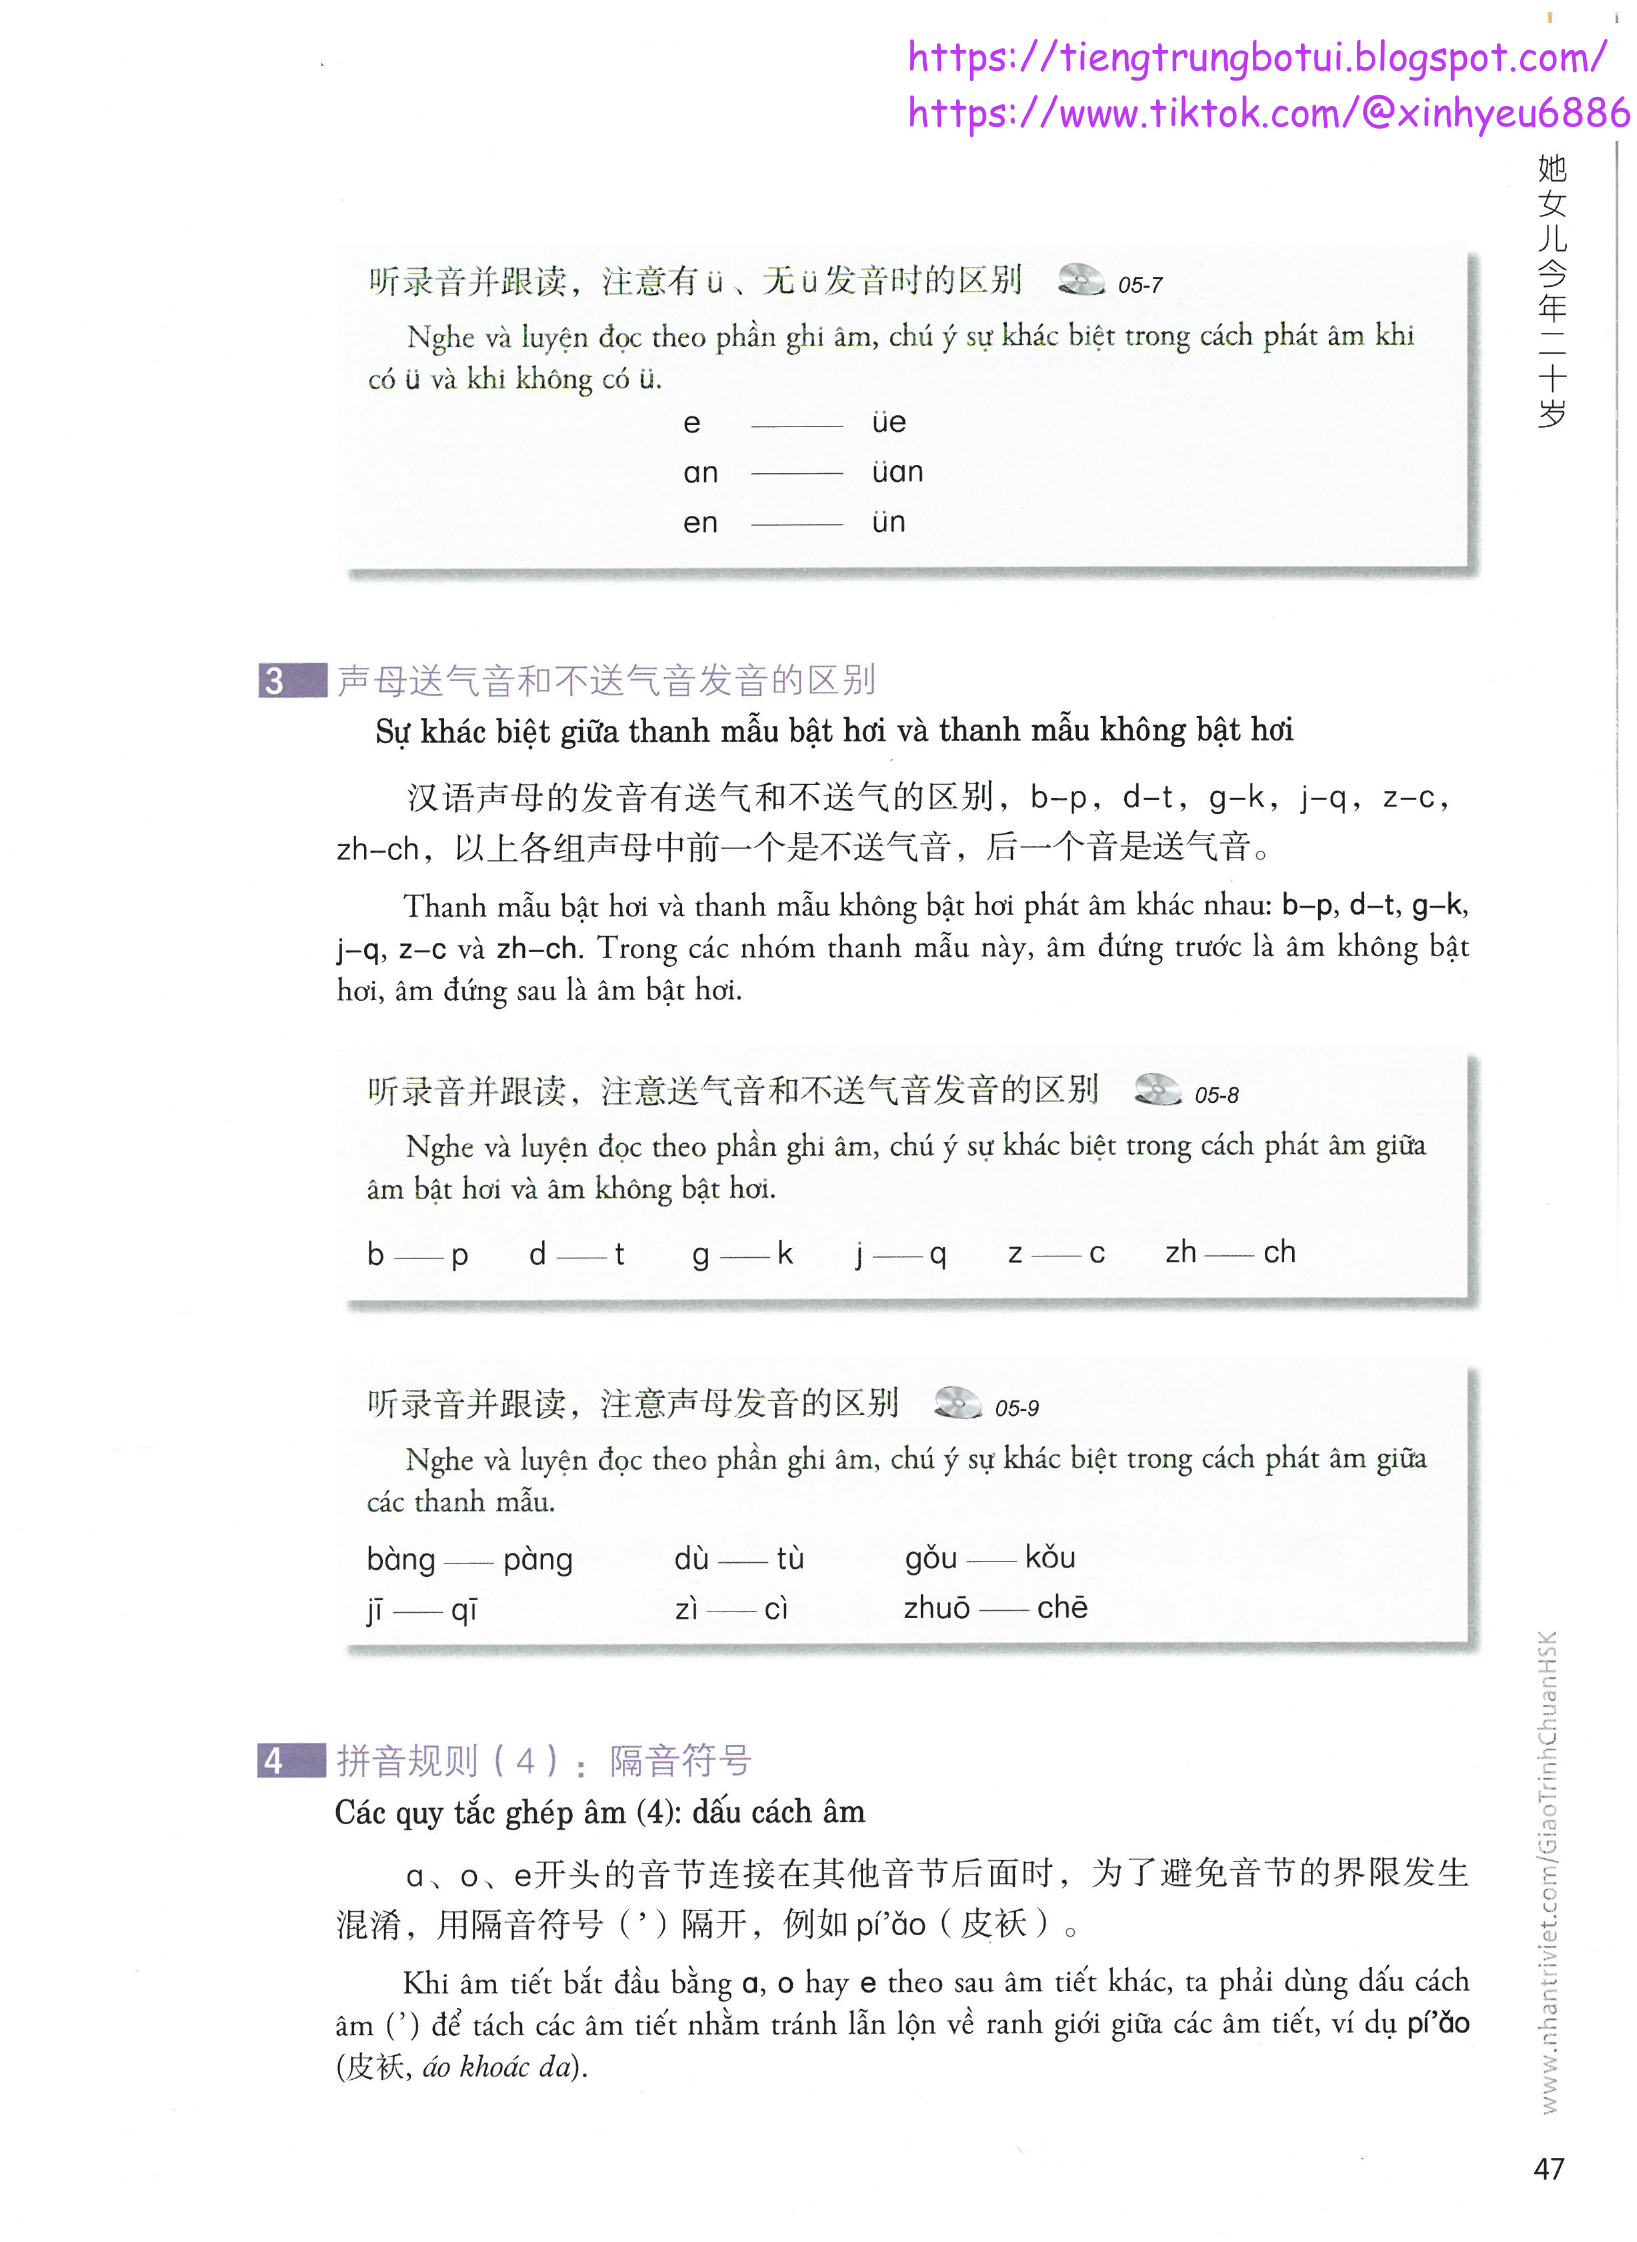 https://tiengtrungbotui.blogspot.com/
https://www.tiktok.com/@xinhyeu6886
她女儿今年二十岁
听录音并跟读，注意有 ü、无 ü 发音时的区别 05-7
Nghe và luyện đọc theo phần ghi âm, chú ý sự khác biệt trong cách phát âm khi
có ü và khi không có ü.
e —— üe
an —— üan
en —— ün
3 声母送气音和不送气音发音的区别
Sự khác biệt giữa thanh mẫu bật hơi và thanh mẫu không bật hơi
汉语声母的发音有送气和不送气的区别，b–p，d–t，g–k，j–q，z–c，
zh–ch，以上各组声母中前一个是不送气音，后一个音是送气音。
Thanh mẫu bật hơi và thanh mẫu không bật hơi phát âm khác nhau: b–p, d–t, g–k,
j–q, z–c và zh–ch. Trong các nhóm thanh mẫu này, âm đứng trước là âm không bật
hơi, âm đứng sau là âm bật hơi.
听录音并跟读，注意送气音和不送气音发音的区别 05-8
Nghe và luyện đọc theo phần ghi âm, chú ý sự khác biệt trong cách phát âm giữa
âm bật hơi và âm không bật hơi.
b —— p d —— t g —— k j —— q z —— c zh —— ch
听录音并跟读，注意声母发音的区别 05-9
Nghe và luyện đọc theo phần ghi âm, chú ý sự khác biệt trong cách phát âm giữa
các thanh mẫu.
bàng —— pàng dù —— tù gǒu —— kǒu
jī —— qī zì —— cì zhuō —— chē
4 拼音规则（4）：隔音符号
Các quy tắc ghép âm (4): dấu cách âm
a、o、e开头的音节连接在其他音节后面时，为了避免音节的界限发生
混淆，用隔音符号（’）隔开，例如 pí’ǎo（皮袄）。
Khi âm tiết bắt đầu bằng a, o hay e theo sau âm tiết khác, ta phải dùng dấu cách
âm (’) để tách các âm tiết nhằm tránh lẫn lộn về ranh giới giữa các âm tiết, ví dụ pí’ǎo
(皮袄, áo khoác da).
www.nhantriviet.com/GiaoTrinhChuanHSK
47